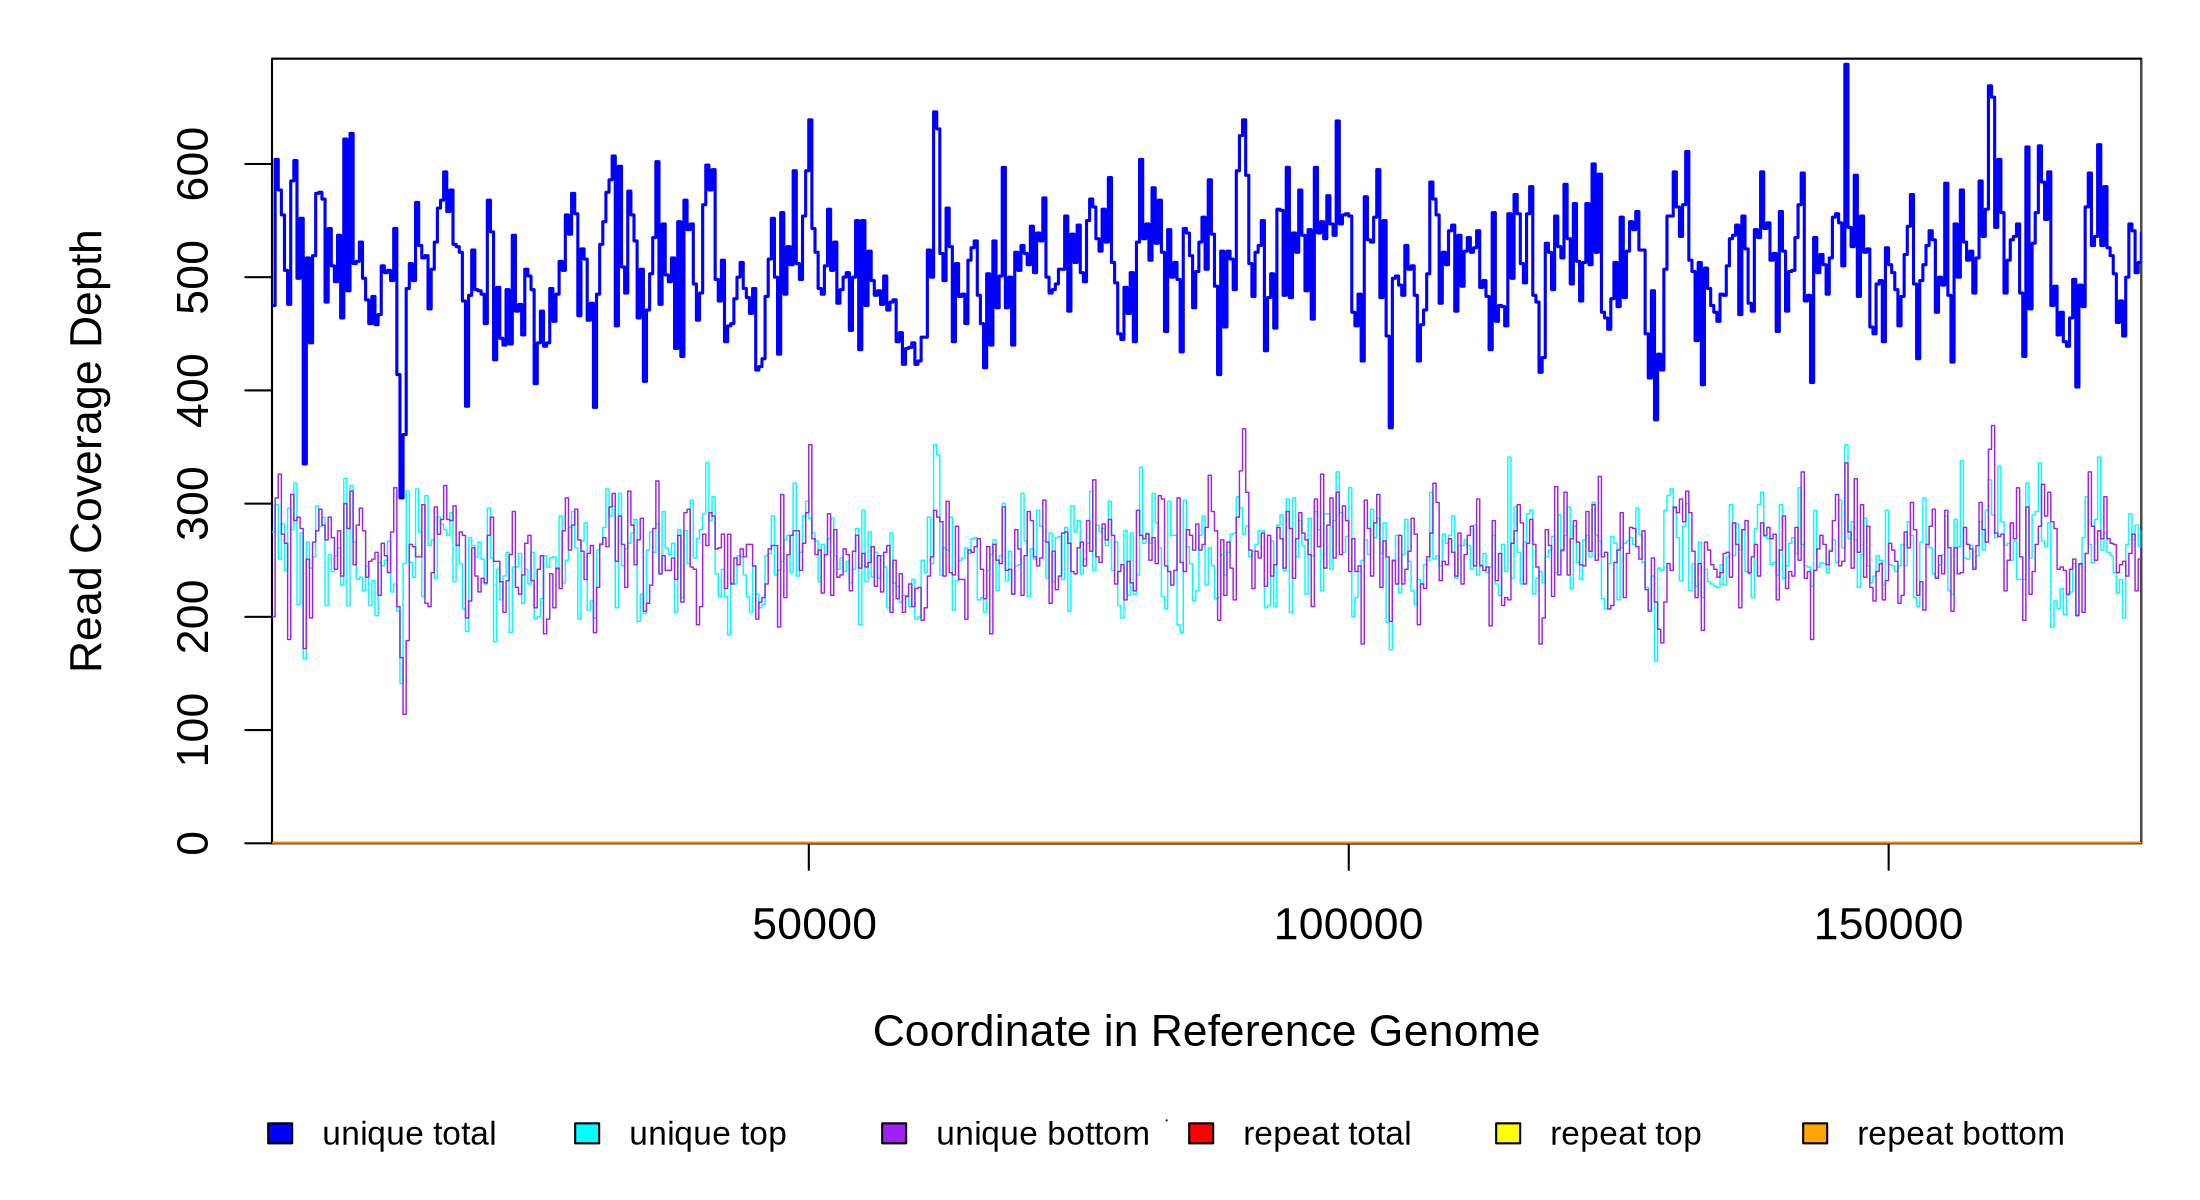 Read Coverage Depth
600
500
400
300
200
100
0
50000 100000 150000
Coordinate in Reference Genome
unique total unique top unique bottom repeat total repeat top repeat bottom